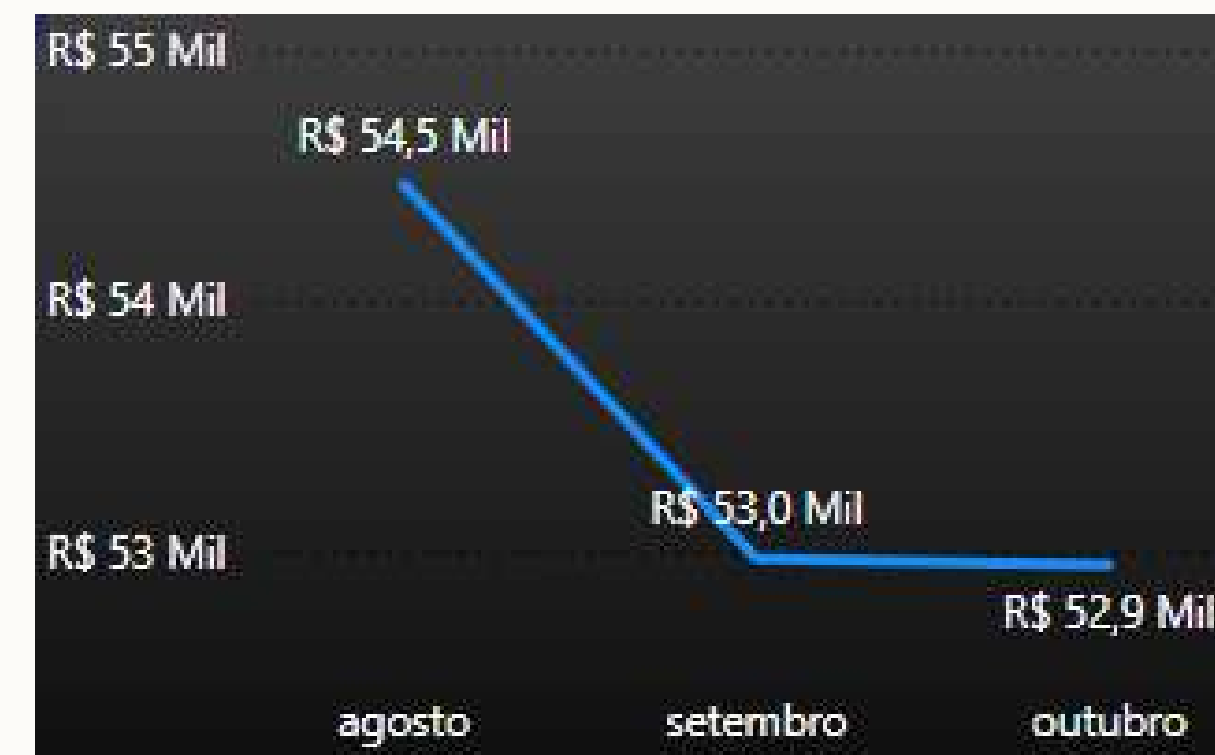 R$ 55 Mil
R$ 54,5 Mil
R$ 54 Mil
R$ 53,0 Mil
R$ 53 Mil
R$ 52,9 Mil
agosto setembro outubro